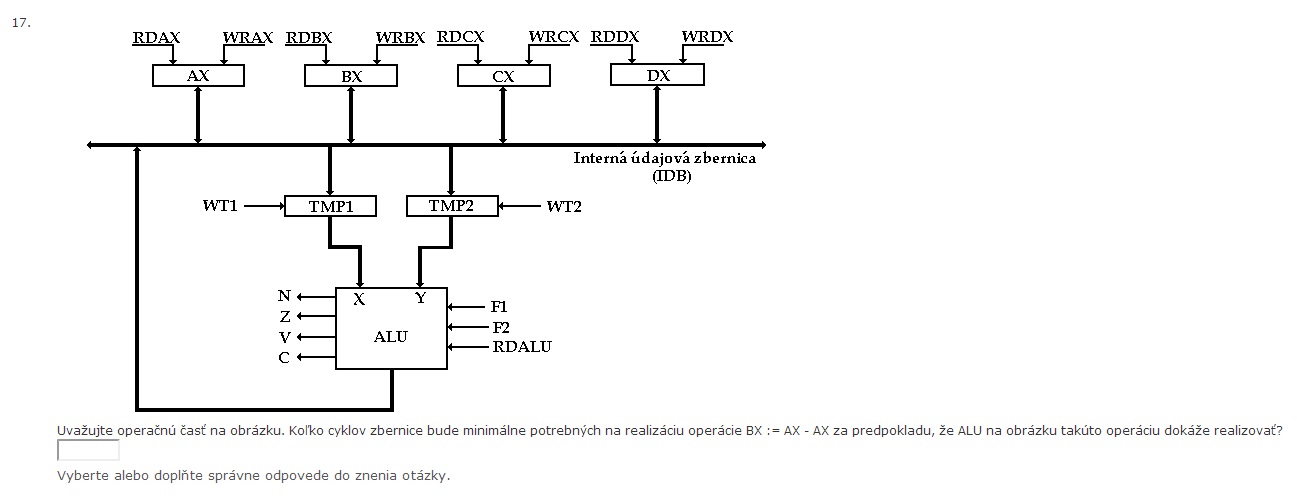 17.
RDAX WRAX RDBX WRBX RDCX WRCX RDDX WRDX
AX BX CX DX
Interná údajová zbernica
(IDB)
WT1 TMP1 TMP2 WT2
N X Y F1
Z F2
V ALU RDALU
C
Uvažujte operačnú časť na obrázku. Koľko cyklov zbernice bude minimálne potrebných na realizáciu operácie BX := AX - AX za predpokladu, že ALU na obrázku takúto operáciu dokáže realizovať?
Vyberte alebo doplňte správne odpovede do znenia otázky.